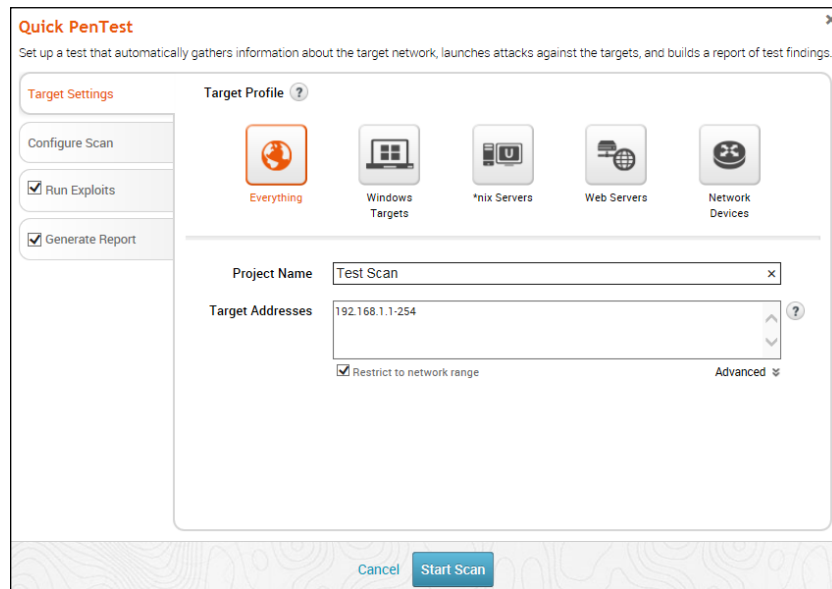 Quick PenTest
Set up a test that automatically gathers information about the target network, launches attacks against the targets, and builds a report of test findings.
Target Settings
Configure Scan
Run Exploits
Generate Report
Target Profile ?
Everything
Windows
Targets
*nix Servers
Web Servers
Network
Devices
Project Name
Test Scan
Target Addresses
192.168.1.1-254
?
Restrict to network range
Advanced
Cancel
Start Scan